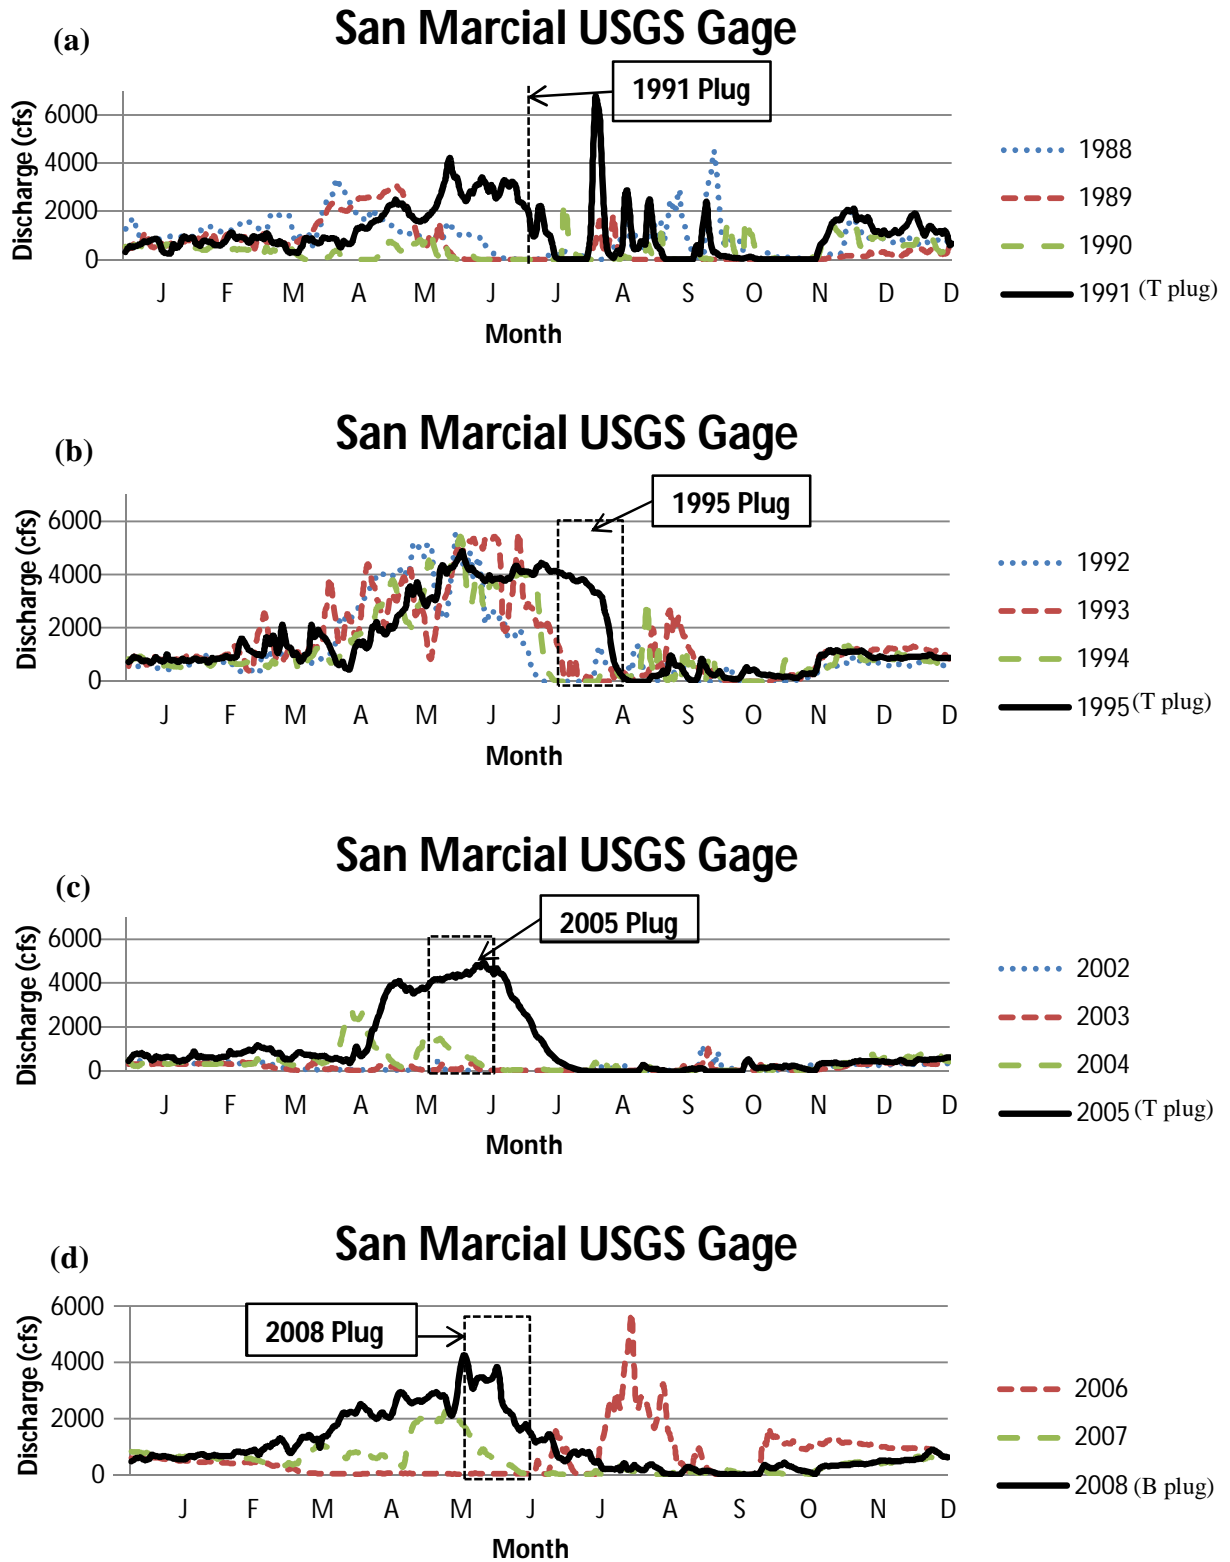 (a)
San Marcial USGS Gage
1991 Plug
Discharge (cfs)
6000
4000
2000
0
J F M A M J J A S O N D D
Month
1988
1989
1990
1991 (T plug)
(b)
San Marcial USGS Gage
1995 Plug
Discharge (cfs)
6000
4000
2000
0
J F M A M J J A S O N D D
Month
1992
1993
1994
1995 (T plug)
(c)
San Marcial USGS Gage
2005 Plug
Discharge (cfs)
6000
4000
2000
0
J F M A M J J A S O N D D
Month
2002
2003
2004
2005 (T plug)
(d)
San Marcial USGS Gage
2008 Plug
Discharge (cfs)
6000
4000
2000
0
J F M A M J J A S O N D
Month
2006
2007
2008 (B plug)